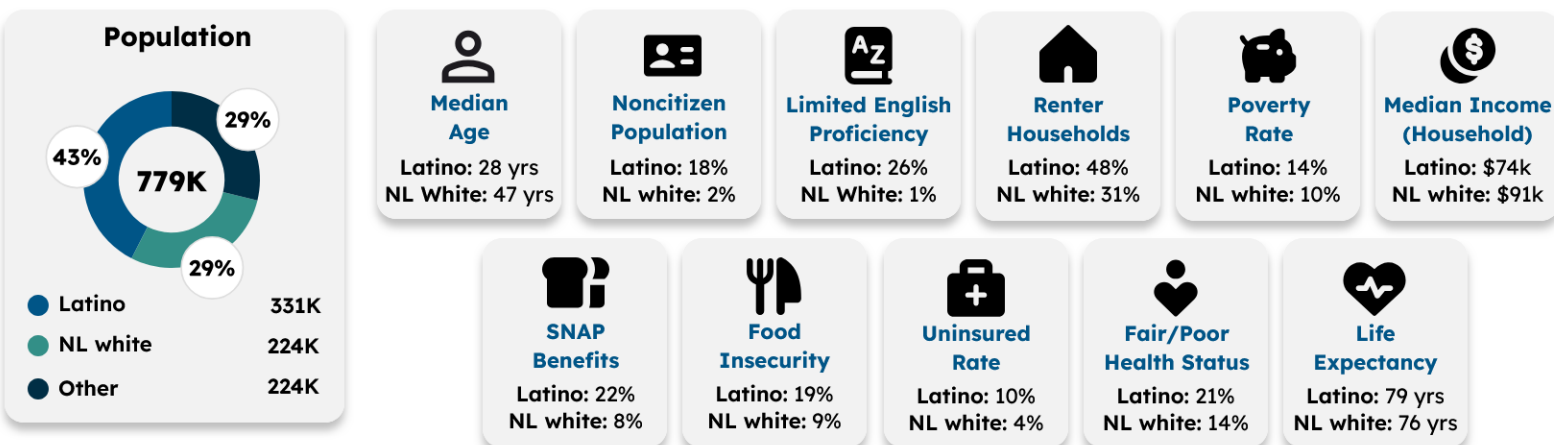 Population
29%
43%
779K
29%
Latino 331K
NL white 224K
Other 224K
Median
Age
Latino: 28 yrs
NL White: 47 yrs
Noncitizen
Population
Latino: 18%
NL white: 2%
A
Z
Limited English
Proficiency
Latino: 26%
NL White: 1%
Renter
Households
Latino: 48%
NL white: 31%
Poverty
Rate
Latino: 14%
NL white: 10%
$
Median Income
(Household)
Latino: $74k
NL white: $91k
SNAP
Benefits
Latino: 22%
NL white: 8%
Food
Insecurity
Latino: 19%
NL white: 9%
Uninsured
Rate
Latino: 10%
NL white: 4%
Fair/Poor
Health Status
Latino: 21%
NL white: 14%
Life
Expectancy
Latino: 79 yrs
NL white: 76 yrs